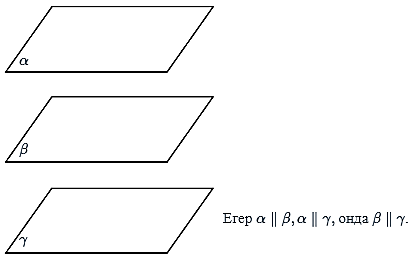 α
β
γ
Егер α ∥ β, α ∥ γ, онда β ∥ γ.